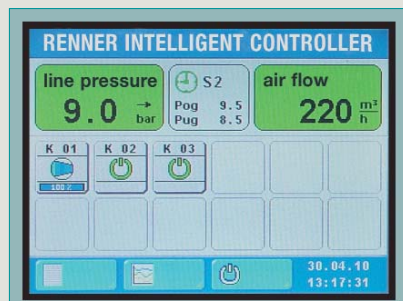 RENNER INTELLIGENT CONTROLLER
line pressure
9.0 bar
S2
Pog 9.5
Pug 8.5
air flow
220 m³/h
K 01
100 %
K 02
K 03
30.04.10
13:17:31